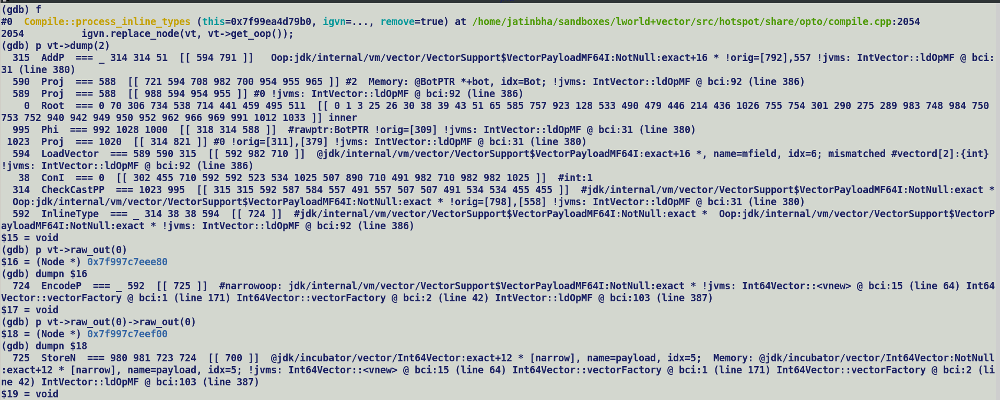 (gdb) f
#0  Compile::process_inline_types (this=0x7f99ea4d79b0, igvn=..., remove=true) at /home/jatinbha/sandboxes/lworld+vector/src/hotspot/share/opto/compile.cpp:2054
2054          igvn.replace_node(vt, vt->get_oop());
(gdb) p vt->dump(2)
  315  AddP  === _ 314 314 51  [[ 594 791 ]]   Oop:jdk/internal/vm/vector/VectorSupport$VectorPayloadMF64I:NotNull:exact+16 * !orig=[792],557 !jvms: IntVector::ldOpMF @ bci:
31 (line 380)
  590  Proj  === 588  [[ 721 594 708 982 700 954 955 965 ]] #2  Memory: @BotPTR *+bot, idx=Bot; !jvms: IntVector::ldOpMF @ bci:92 (line 386)
  589  Proj  === 588  [[ 988 594 954 955 ]] #0 !jvms: IntVector::ldOpMF @ bci:92 (line 386)
    0  Root  === 0 70 306 734 538 714 441 459 495 511  [[ 0 1 3 25 26 30 38 39 43 51 65 585 757 923 128 533 490 479 446 214 436 1026 755 754 301 290 275 289 983 748 984 750
753 752 940 942 949 950 952 962 966 969 991 1012 1033 ]] inner
  995  Phi  === 992 1028 1000  [[ 318 314 588 ]]  #rawptr:BotPTR !orig=[309] !jvms: IntVector::ldOpMF @ bci:31 (line 380)
 1023  Proj  === 1020  [[ 314 821 ]] #0 !orig=[311],[379] !jvms: IntVector::ldOpMF @ bci:31 (line 380)
  594  LoadVector  === 589 590 315  [[ 592 982 710 ]]  @jdk/internal/vm/vector/VectorSupport$VectorPayloadMF64I:exact+16 *, name=mfield, idx=6; mismatched #vectord[2]:{int}
!jvms: IntVector::ldOpMF @ bci:92 (line 386)
   38  ConI  === 0  [[ 302 455 710 592 592 523 534 1025 507 890 710 491 982 710 982 982 1025 ]]  #int:1
  314  CheckCastPP  === 1023 995  [[ 315 315 592 587 584 557 491 557 507 507 491 534 534 455 455 ]]  #jdk/internal/vm/vector/VectorSupport$VectorPayloadMF64I:NotNull:exact *
  Oop:jdk/internal/vm/vector/VectorSupport$VectorPayloadMF64I:NotNull:exact * !orig=[798],[558] !jvms: IntVector::ldOpMF @ bci:31 (line 380)
  592  InlineType  === _ 314 38 38 594  [[ 724 ]]  #jdk/internal/vm/vector/VectorSupport$VectorPayloadMF64I:NotNull:exact *  Oop:jdk/internal/vm/vector/VectorSupport$VectorP
ayloadMF64I:NotNull:exact * !jvms: IntVector::ldOpMF @ bci:92 (line 386)
$15 = void
(gdb) p vt->raw_out(0)
$16 = (Node *) 0x7f997c7eee80
(gdb) dumpn $16
  724  EncodeP  === _ 592  [[ 725 ]]  #narrowoop: jdk/internal/vm/vector/VectorSupport$VectorPayloadMF64I:NotNull:exact * !jvms: Int64Vector::<vnew> @ bci:15 (line 64) Int64
Vector::vectorFactory @ bci:1 (line 171) Int64Vector::vectorFactory @ bci:2 (line 42) IntVector::ldOpMF @ bci:103 (line 387)
$17 = void
(gdb) p vt->raw_out(0)->raw_out(0)
$18 = (Node *) 0x7f997c7eef00
(gdb) dumpn $18
  725  StoreN  === 980 981 723 724  [[ 700 ]]  @jdk/incubator/vector/Int64Vector:exact+12 * [narrow], name=payload, idx=5;  Memory: @jdk/incubator/vector/Int64Vector:NotNull
:exact+12 * [narrow], name=payload, idx=5; !jvms: Int64Vector::<vnew> @ bci:15 (line 64) Int64Vector::vectorFactory @ bci:1 (line 171) Int64Vector::vectorFactory @ bci:2 (li
ne 42) IntVector::ldOpMF @ bci:103 (line 387)
$19 = void